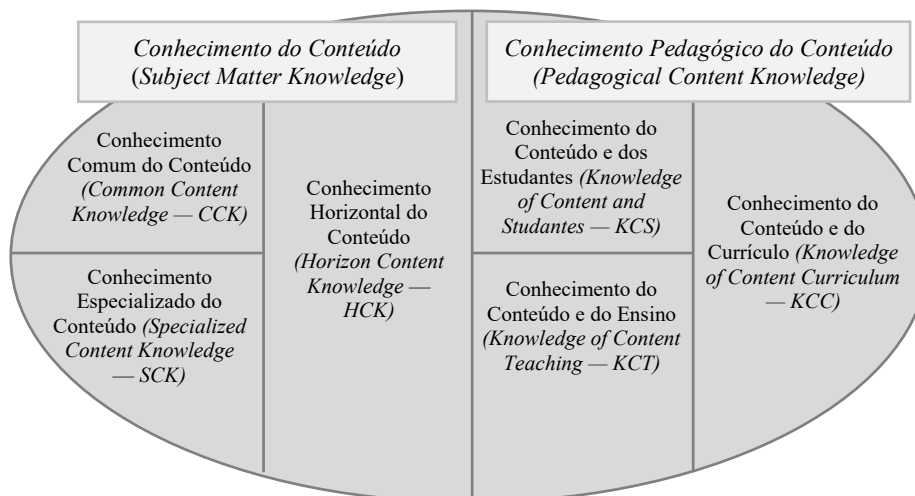 Conhecimento do Conteúdo
(Subject Matter Knowledge)
Conhecimento Pedagógico do Conteúdo
(Pedagogical Content Knowledge)
Conhecimento
Comum do Conteúdo
(Common Content
Knowledge — CCK)
Conhecimento
Especializado do
Conteúdo (Specialized
Content Knowledge
— SCK)
Conhecimento
Horizontal do
Conteúdo
(Horizon Content
Knowledge —
HCK)
Conhecimento do
Conteúdo e dos
Estudantes (Knowledge
of Content and
Studantes — KCS)
Conhecimento do
Conteúdo e do Ensino
(Knowledge of Content
Teaching — KCT)
Conhecimento do
Conteúdo e do
Currículo (Knowledge
of Content Curriculum
— KCC)